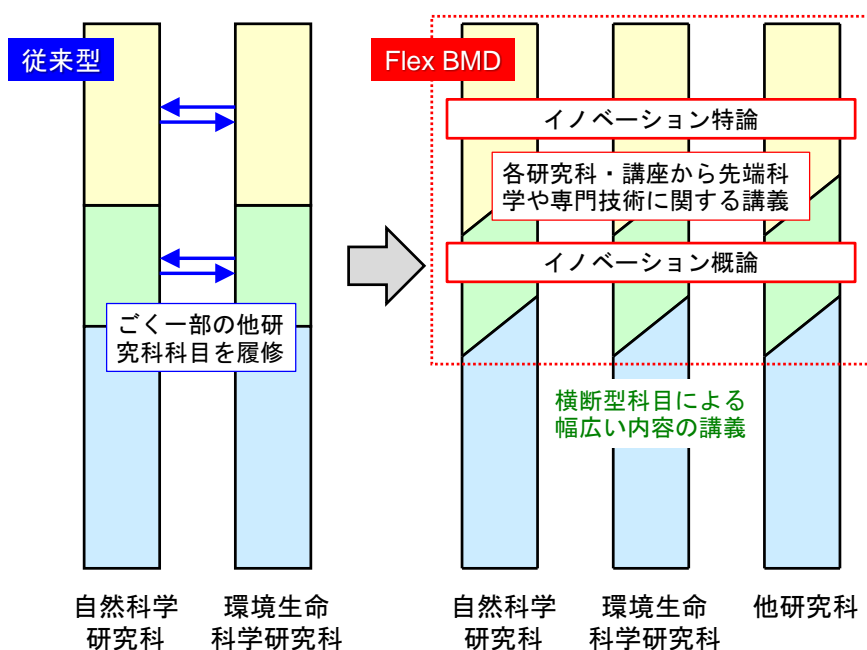 従来型
ごく一部の他研
究科科目を履修
自然科学
研究科
環境生命
科学研究科
Flex BMD
イノベーション特論
各研究科・講座から先端科
学や専門技術に関する講義
イノベーション概論
横断型科目による
幅広い内容の講義
自然科学
研究科
環境生命
科学研究科
他研究科